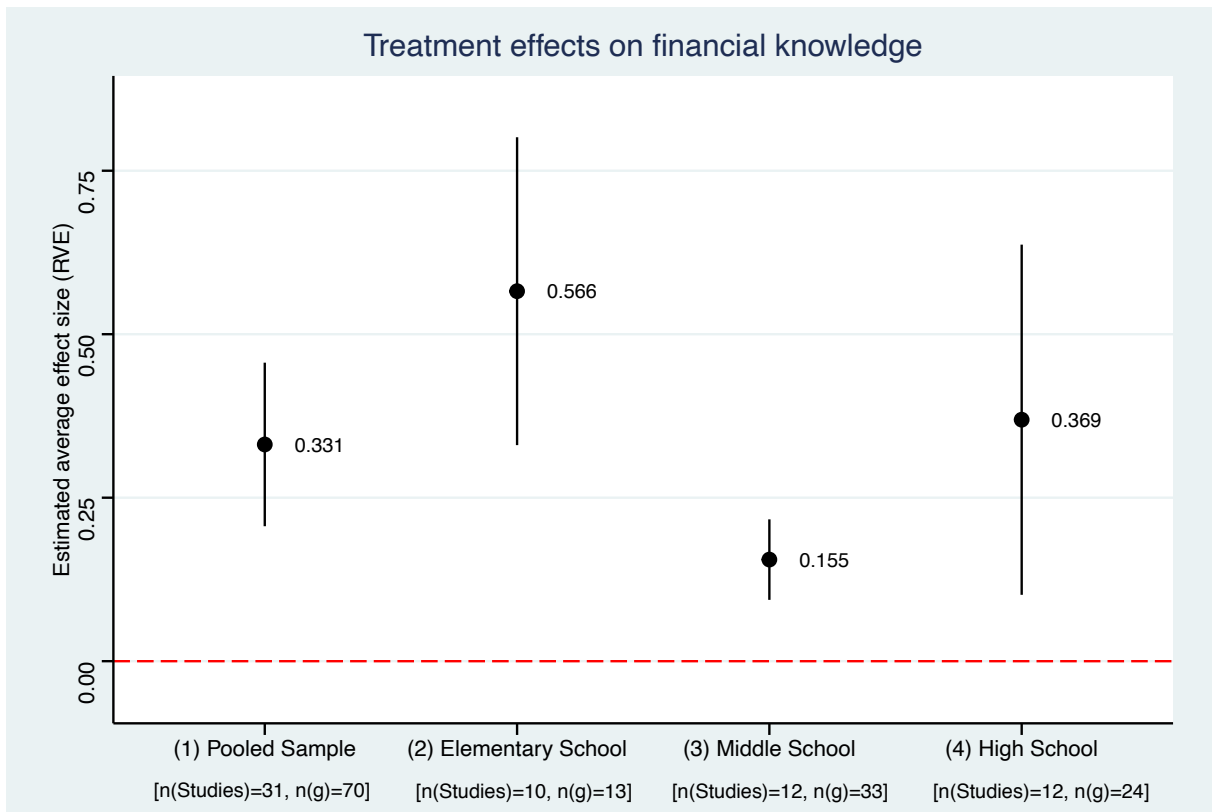 Treatment effects on financial knowledge
Estimated average effect size (RVE)
0.75
0.50
0.25
0.00
0.331
0.566
0.155
0.369
(1) Pooled Sample
(2) Elementary School
(3) Middle School
(4) High School
[n(Studies)=31, n(g)=70]
[n(Studies)=10, n(g)=13]
[n(Studies)=12, n(g)=33]
[n(Studies)=12, n(g)=24]